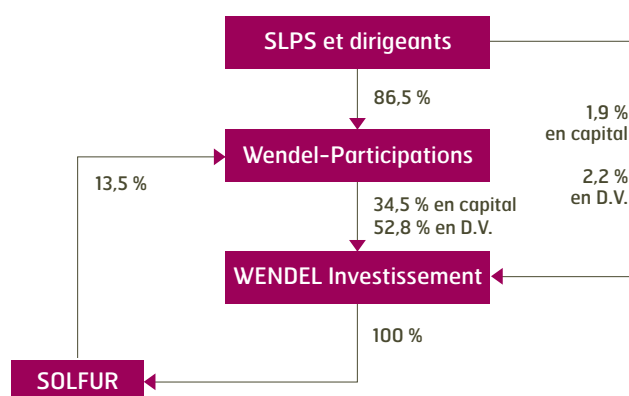 SLPS et dirigeants
86,5 %
1,9 %
en capital
Wendel-Participations
13,5 %
2,2 %
en D.V.
34,5 % en capital
52,8 % en D.V.
WENDEL Investissement
100 %
SOLFUR